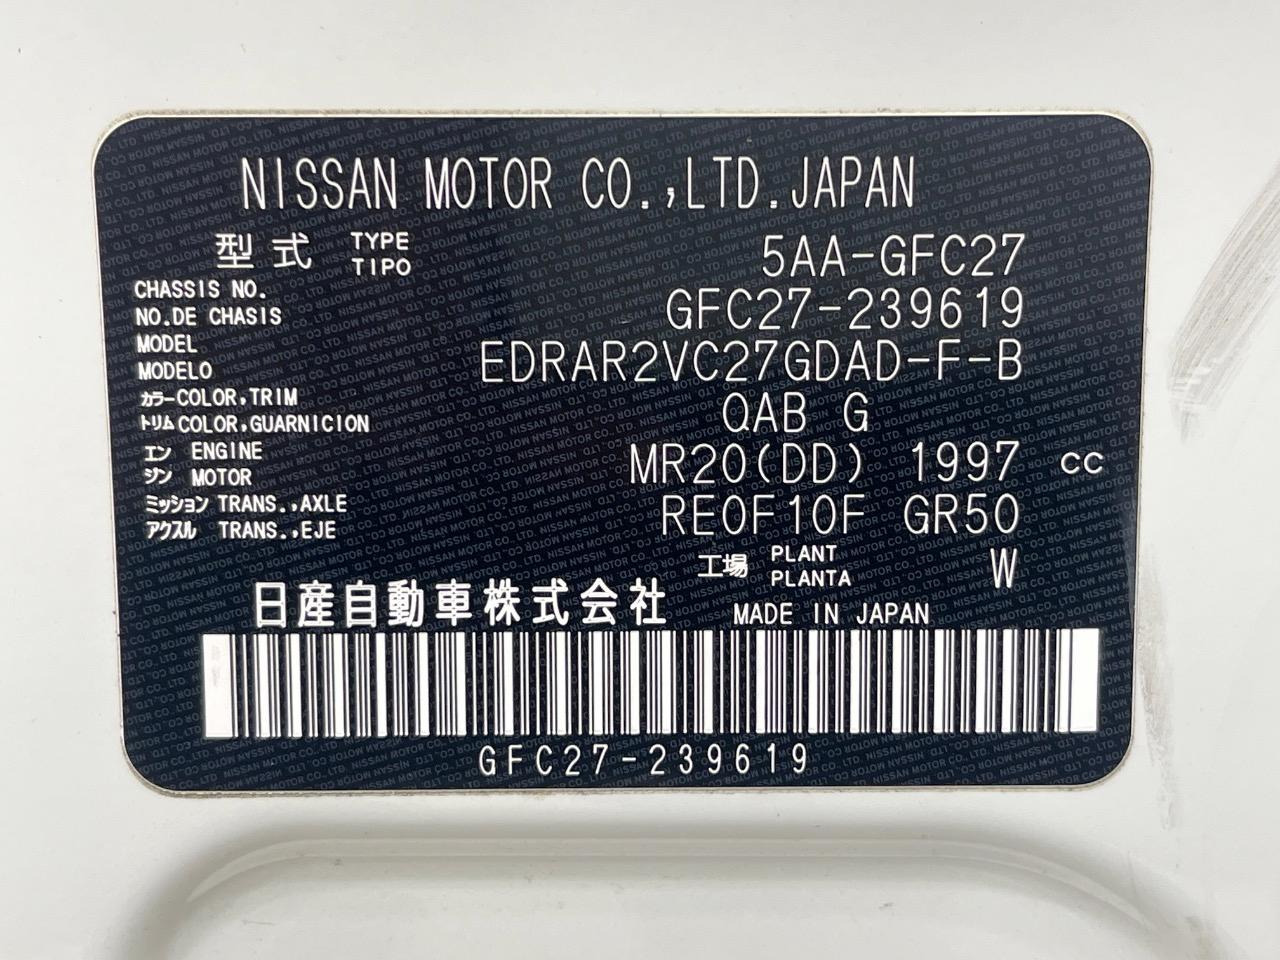 NISSAN MOTOR CO.,LTD.JAPAN
型式 TYPE TIPO 5AA-GFC27
CHASSIS NO.
NO.DE CHASIS GFC27-239619
MODEL
MODELO EDRAR2VC27GDAD-F-B
カラー COLOR,TRIM
トリム COLOR,GUARNICION QAB G
エン ENGINE
ジン MOTOR MR20(DD) 1997 cc
ミッション TRANS.,AXLE
アクスル TRANS.,EJE RE0F10F GR50
工場 PLANT PLANTA W
日産自動車株式会社 MADE IN JAPAN
GFC27-239619